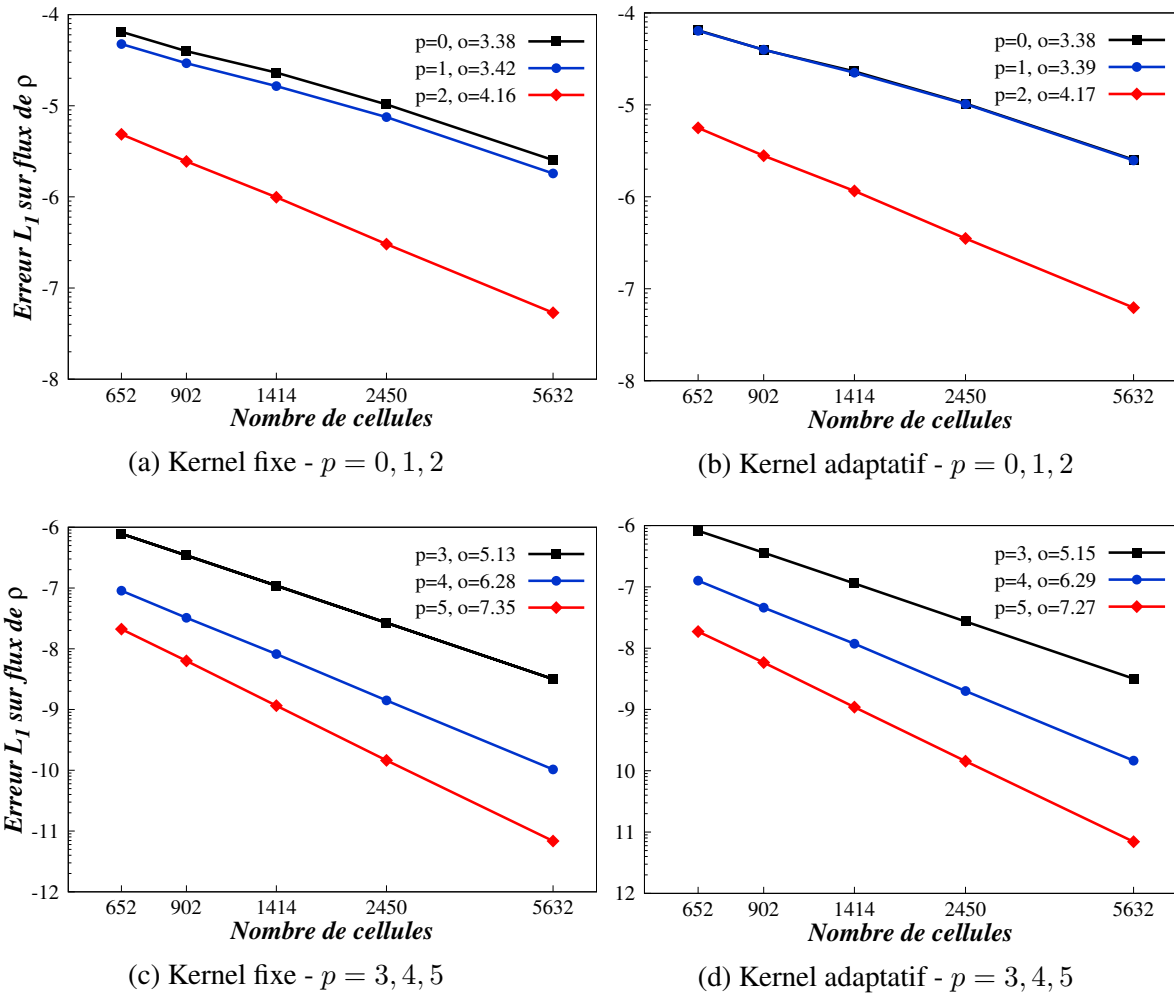 -4
-5
-6
-7
-8
Erreur L1 sur flux de ρ
p=0, o=3.38
p=1, o=3.42
p=2, o=4.16
652 902 1414 2450 5632
Nombre de cellules
(a) Kernel fixe - p = 0, 1, 2
-4
-5
-6
-7
-8
p=0, o=3.38
p=1, o=3.39
p=2, o=4.17
652 902 1414 2450 5632
Nombre de cellules
(b) Kernel adaptatif - p = 0, 1, 2
-6
-7
-8
-9
-10
-11
-12
Erreur L1 sur flux de ρ
p=3, o=5.13
p=4, o=6.28
p=5, o=7.35
652 902 1414 2450 5632
Nombre de cellules
(c) Kernel fixe - p = 3, 4, 5
-6
-7
-8
-9
10
11
12
p=3, o=5.15
p=4, o=6.29
p=5, o=7.27
652 902 1414 2450 5632
Nombre de cellules
(d) Kernel adaptatif - p = 3, 4, 5